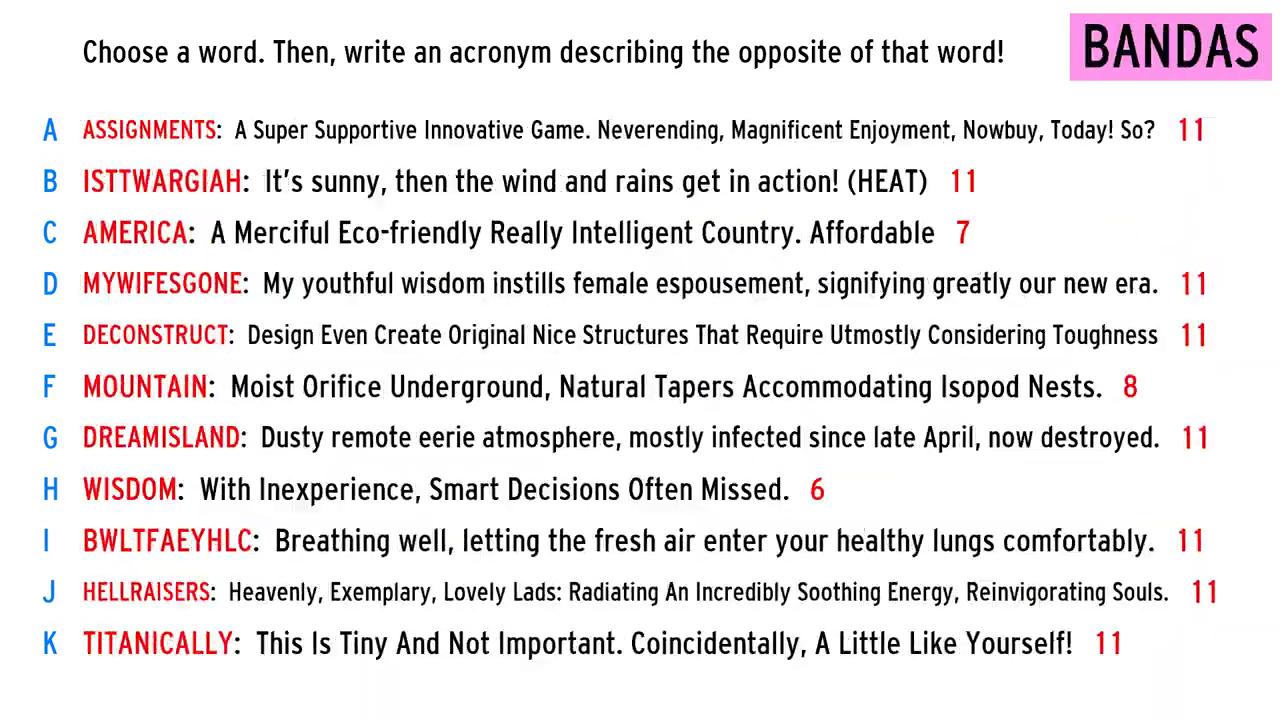 Choose a word. Then, write an acronym describing the opposite of that word!
BANDAS
A ASSIGNMENTS: A Super Supportive Innovative Game. Neverending, Magnificent Enjoyment, Nowbuy, Today! So? 11
B ISTTWARGIAH: It's sunny, then the wind and rains get in action! (HEAT) 11
C AMERICA: A Merciful Eco-friendly Really Intelligent Country. Affordable 7
D MYWIFESGONE: My youthful wisdom instills female espousement, signifying greatly our new era. 11
E DECONSTRUCT: Design Even Create Original Nice Structures That Require Utmostly Considering Toughness 11
F MOUNTAIN: Moist Orifice Underground, Natural Tapers Accommodating Isopod Nests. 8
G DREAMISLAND: Dusty remote eerie atmosphere, mostly infected since late April, now destroyed. 11
H WISDOM: With Inexperience, Smart Decisions Often Missed. 6
I BWLTFAEYHLC: Breathing well, letting the fresh air enter your healthy lungs comfortably. 11
J HELLRAISERS: Heavenly, Exemplary, Lovely Lads: Radiating An Incredibly Soothing Energy, Reinvigorating Souls. 11
K TITANICALLY: This Is Tiny And Not Important. Coincidentally, A Little Like Yourself! 11